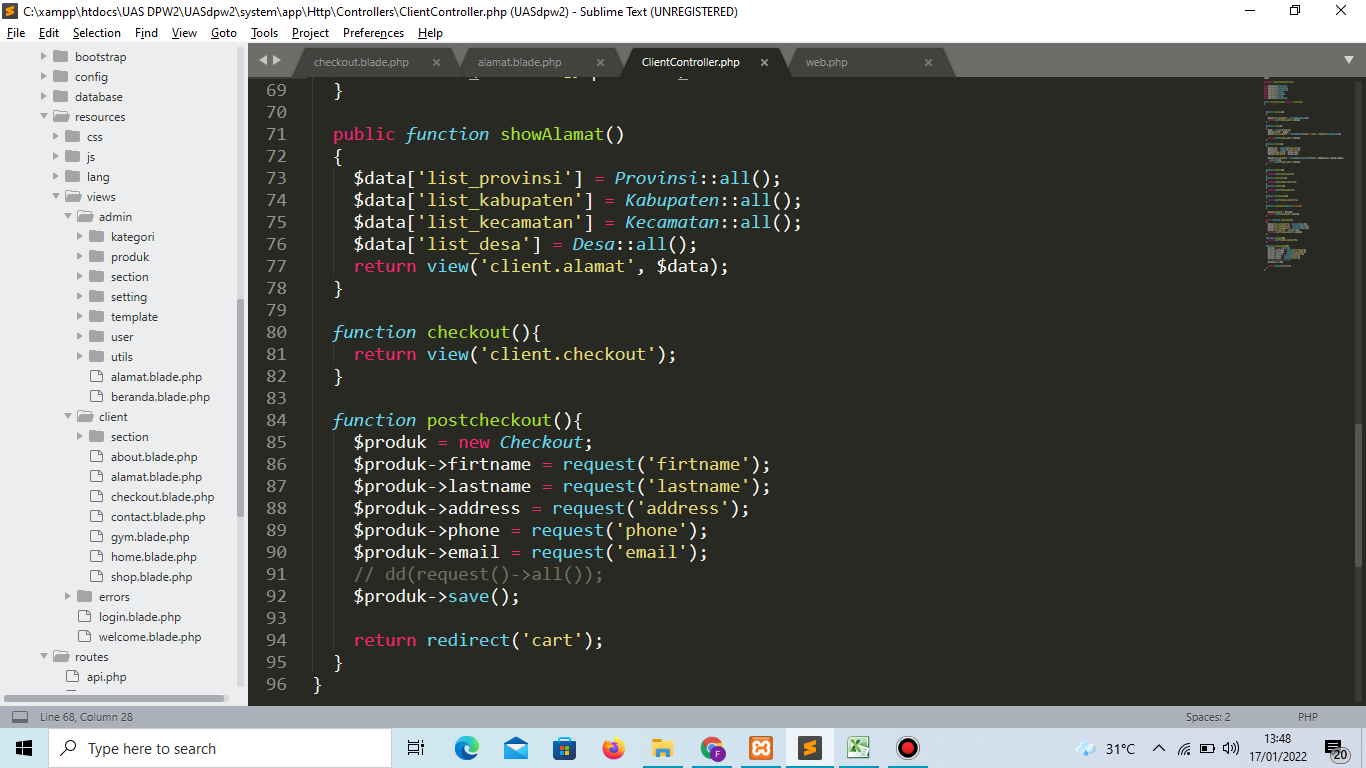 C:\xampp\htdocs\UAS DPW2\UASdpw2\system\app\Http\Controllers\ClientController.php (UASdpw2) - Sublime Text (UNREGISTERED)
File Edit Selection Find View Goto Tools Project Preferences Help
checkout.blade.php alamat.blade.php ClientController.php web.php
bootstrap
config
database
resources
css
js
lang
views
admin
kategori
produk
section
setting
template
user
utils
alamat.blade.php
beranda.blade.php
client
section
about.blade.php
alamat.blade.php
checkout.blade.php
contact.blade.php
gym.blade.php
home.blade.php
shop.blade.php
errors
login.blade.php
welcome.blade.php
routes
api.php
69 }
70
71 public function showAlamat()
72 {
73 $data['list_provinsi'] = Provinsi::all();
74 $data['list_kabupaten'] = Kabupaten::all();
75 $data['list_kecamatan'] = Kecamatan::all();
76 $data['list_desa'] = Desa::all();
77 return view('client.alamat', $data);
78 }
79
80 function checkout(){
81 return view('client.checkout');
82 }
83
84 function postcheckout(){
85 $produk = new Checkout;
86 $produk->firtname = request('firtname');
87 $produk->lastname = request('lastname');
88 $produk->address = request('address');
89 $produk->phone = request('phone');
90 $produk->email = request('email');
91 // dd(request()->all());
92 $produk->save();
93
94 return redirect('cart');
95 }
96 }
Line 68, Column 28 Spaces: 2 PHP
Type here to search
F
31°C
13:48
17/01/2022
20